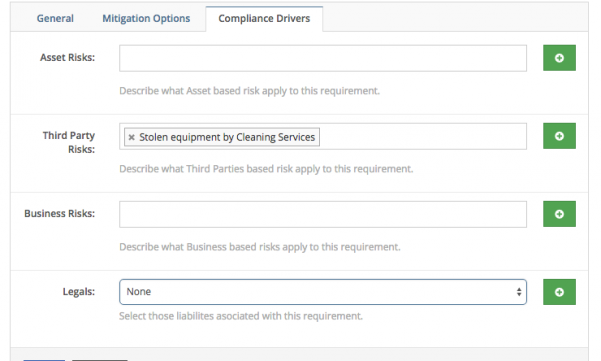 General Mitigation Options Compliance Drivers
Asset Risks:
Describe what Asset based risk apply to this requirement.
Third Party
Risks:
× Stolen equipment by Cleaning Services
Describe what Third Parties based risk apply to this requirement.
Business Risks:
Describe what Business based risks apply to this requirement.
Legals:
None
Select those liabilites asociated with this requirement.